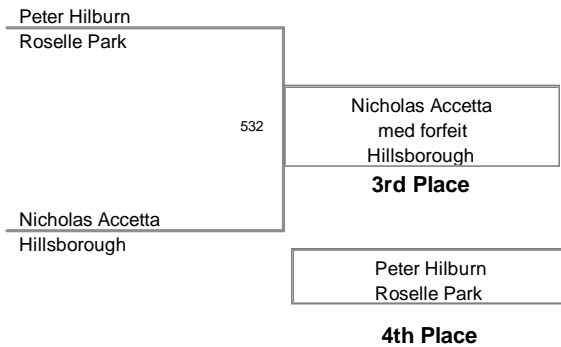 Peter Hilburn
Roselle Park
532
Nicholas Accetta
med forfeit
Hillsborough
3rd Place
Nicholas Accetta
Hillsborough
Peter Hilburn
Roselle Park
4th Place